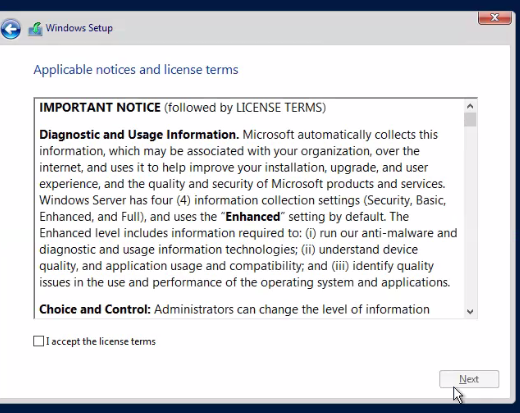 Windows Setup
Applicable notices and license terms
IMPORTANT NOTICE (followed by LICENSE TERMS)
Diagnostic and Usage Information. Microsoft automatically collects this
information, which may be associated with your organization, over the
internet, and uses it to help improve your installation, upgrade, and user
experience, and the quality and security of Microsoft products and services.
Windows Server has four (4) information collection settings (Security, Basic,
Enhanced, and Full), and uses the “Enhanced” setting by default. The
Enhanced level includes information required to: (i) run our anti-malware and
diagnostic and usage information technologies; (ii) understand device
quality, and application usage and compatibility; and (iii) identify quality
issues in the use and performance of the operating system and applications.
Choice and Control: Administrators can change the level of information
I accept the license terms
Next